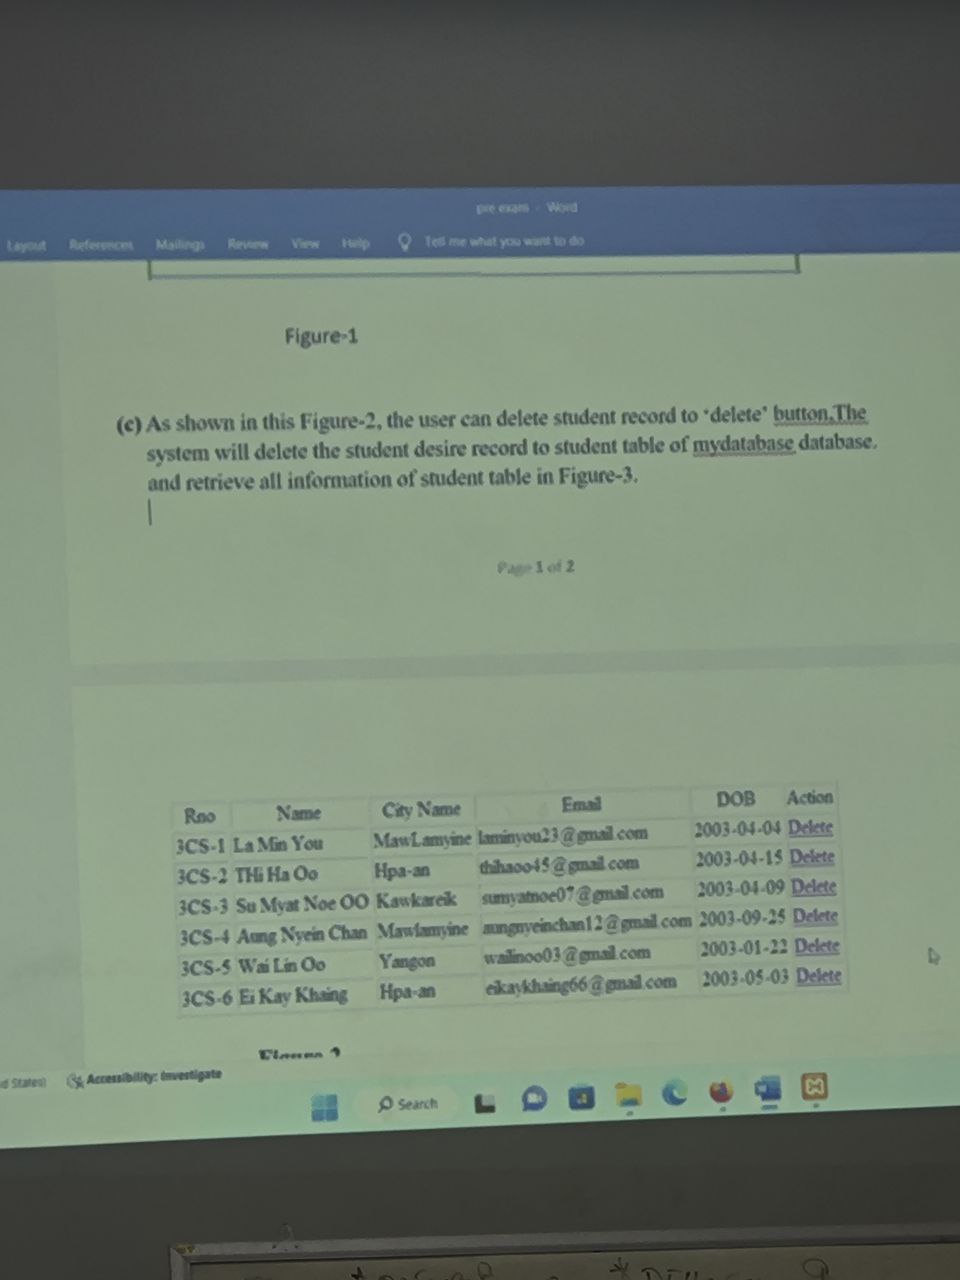 pre exam - Word
Layout References Mailings Review View Help Tell me what you want to do
Figure-1
(c) As shown in this Figure-2, the user can delete student record to ‘delete’ button.The
system will delete the student desire record to student table of mydatabase database.
and retrieve all information of student table in Figure-3.
Page 1 of 2
Rno Name City Name Email DOB Action
3CS-1 La Min You MawLamyine laminyou23@gmail.com 2003-04-04 Delete
3CS-2 THi Ha Oo Hpa-an thihaoo45@gmail.com 2003-04-15 Delete
3CS-3 Su Myat Noe OO Kawkareik sumyatnoe07@gmail.com 2003-04-09 Delete
3CS-4 Aung Nyein Chan Mawlamyine aungnyeinchan12@gmail.com 2003-09-25 Delete
3CS-5 Wai Lin Oo Yangon wailinoo03@gmail.com 2003-01-22 Delete
3CS-6 Ei Kay Khaing Hpa-an eikaykhaing66@gmail.com 2003-05-03 Delete
d States) Accessibility: Investigate
Search